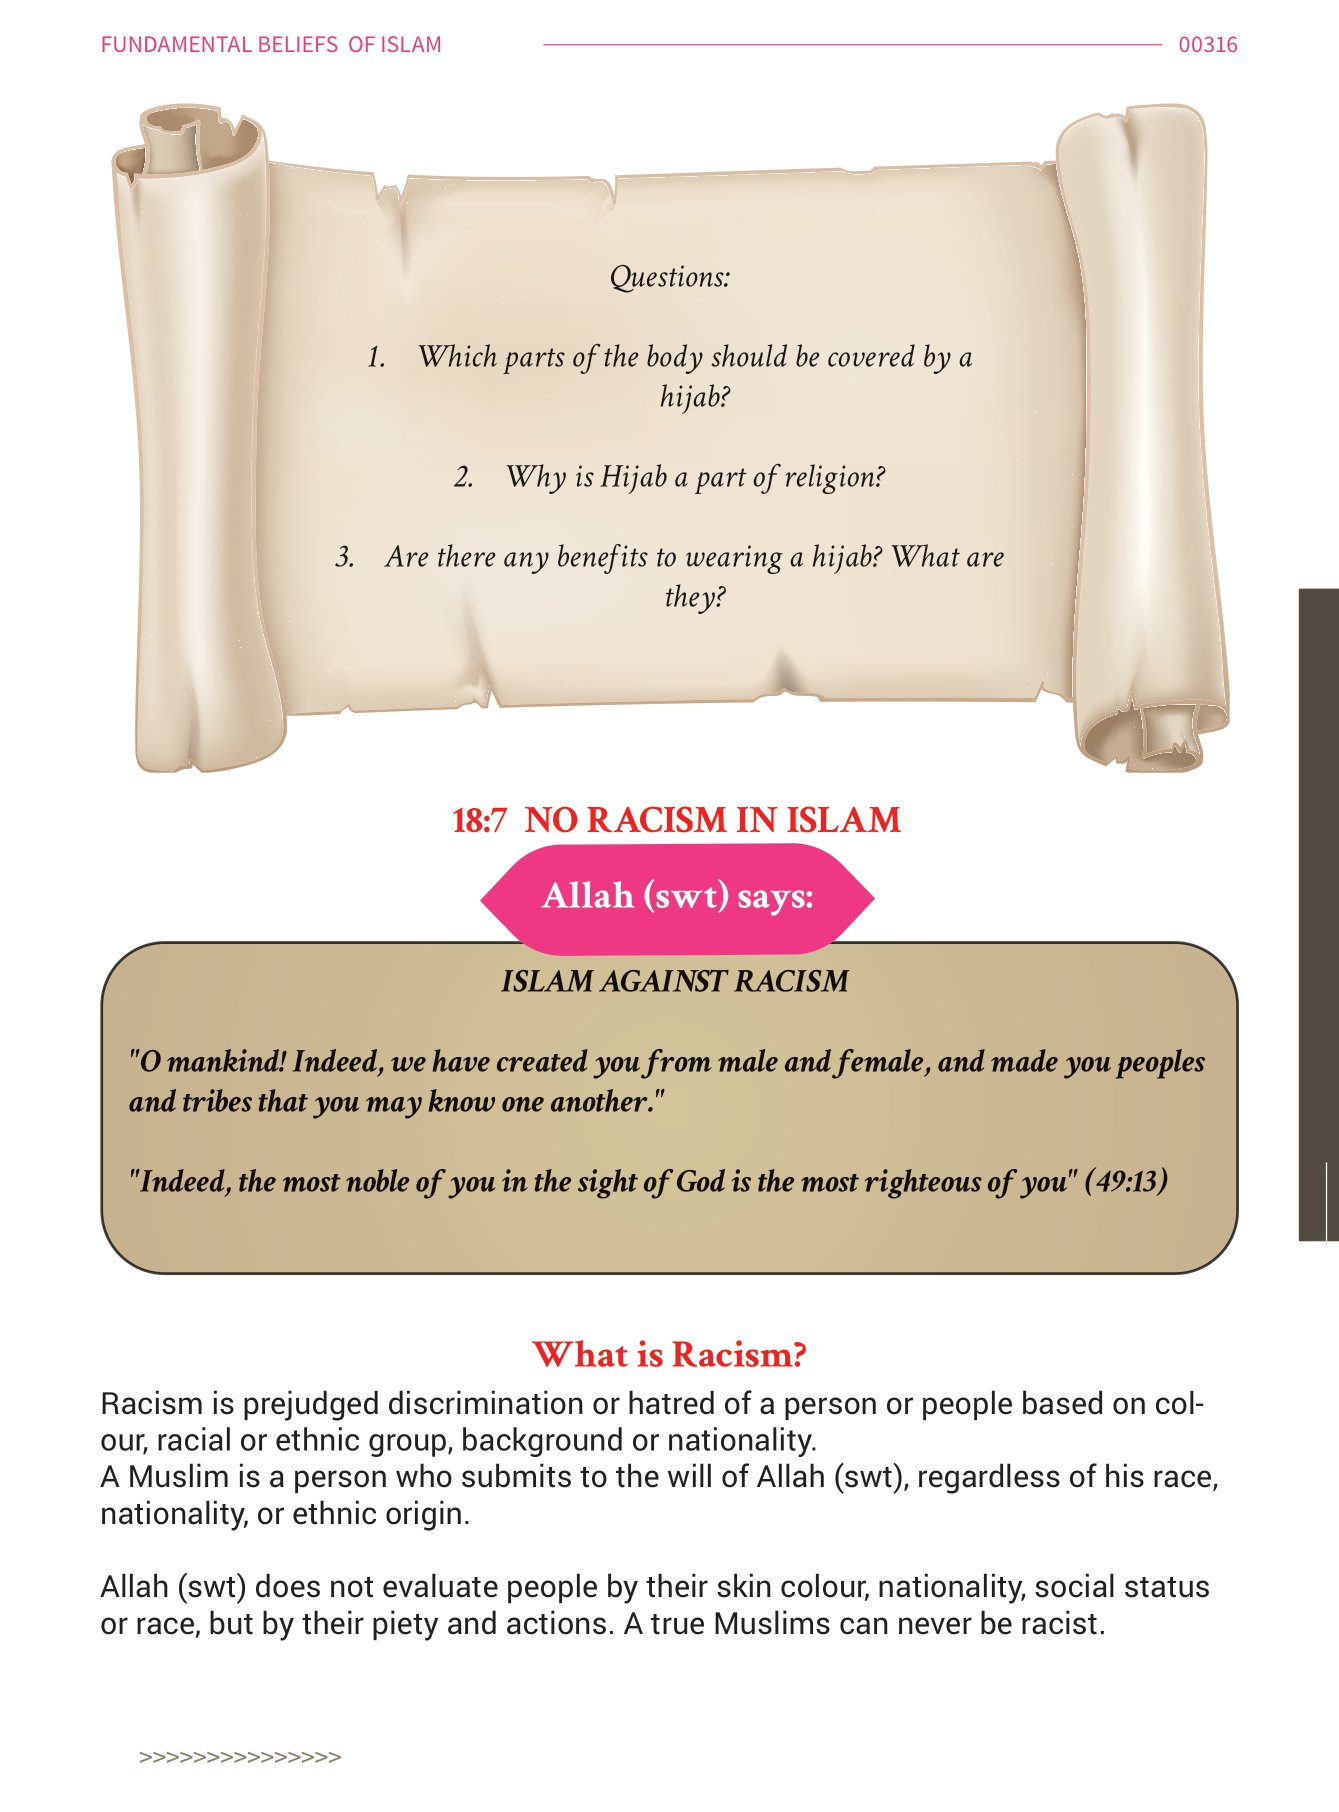 FUNDAMENTAL BELIEFS OF ISLAM 00316
Questions:
1. Which parts of the body should be covered by a
hijab?
2. Why is Hijab a part of religion?
3. Are there any benefits to wearing a hijab? What are
they?
18:7 NO RACISM IN ISLAM
Allah (swt) says:
ISLAM AGAINST RACISM
"O mankind! Indeed, we have created you from male and female, and made you peoples
and tribes that you may know one another."
"Indeed, the most noble of you in the sight of God is the most righteous of you" (49:13)
What is Racism?
Racism is prejudged discrimination or hatred of a person or people based on col-
our, racial or ethnic group, background or nationality.
A Muslim is a person who submits to the will of Allah (swt), regardless of his race,
nationality, or ethnic origin.
Allah (swt) does not evaluate people by their skin colour, nationality, social status
or race, but by their piety and actions. A true Muslims can never be racist.
>>>>>>>>>>>>>>>